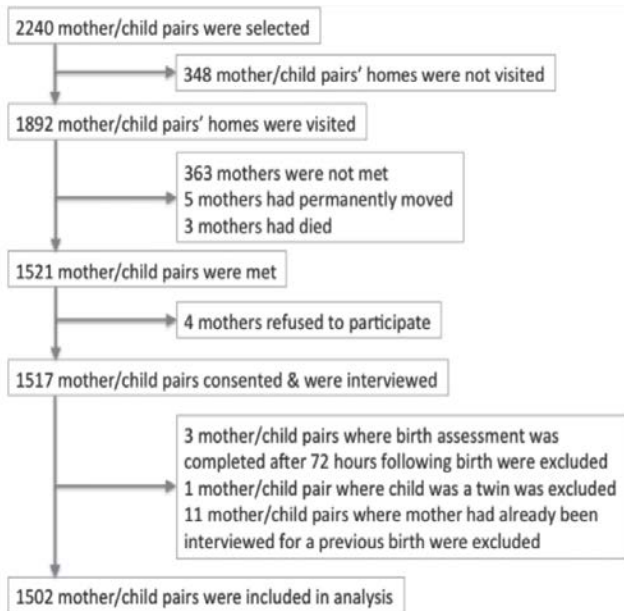 2240 mother/child pairs were selected
348 mother/child pairs’ homes were not visited
1892 mother/child pairs’ homes were visited
363 mothers were not met
5 mothers had permanently moved
3 mothers had died
1521 mother/child pairs were met
4 mothers refused to participate
1517 mother/child pairs consented & were interviewed
3 mother/child pairs where birth assessment was
completed after 72 hours following birth were excluded
1 mother/child pair where child was a twin was excluded
11 mother/child pairs where mother had already been
interviewed for a previous birth were excluded
1502 mother/child pairs were included in analysis